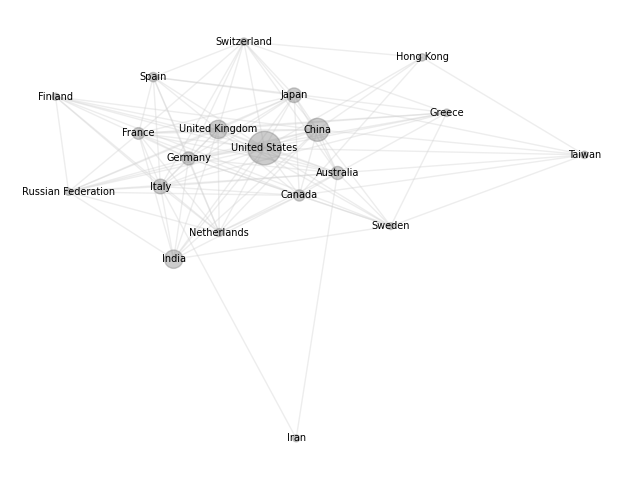 Switzerland
Hong Kong
Spain
Japan
Finland
Greece
United Kingdom
China
France
United States
Taiwan
Germany
Australia
Italy
Russian Federation
Canada
Sweden
Netherlands
India
Iran